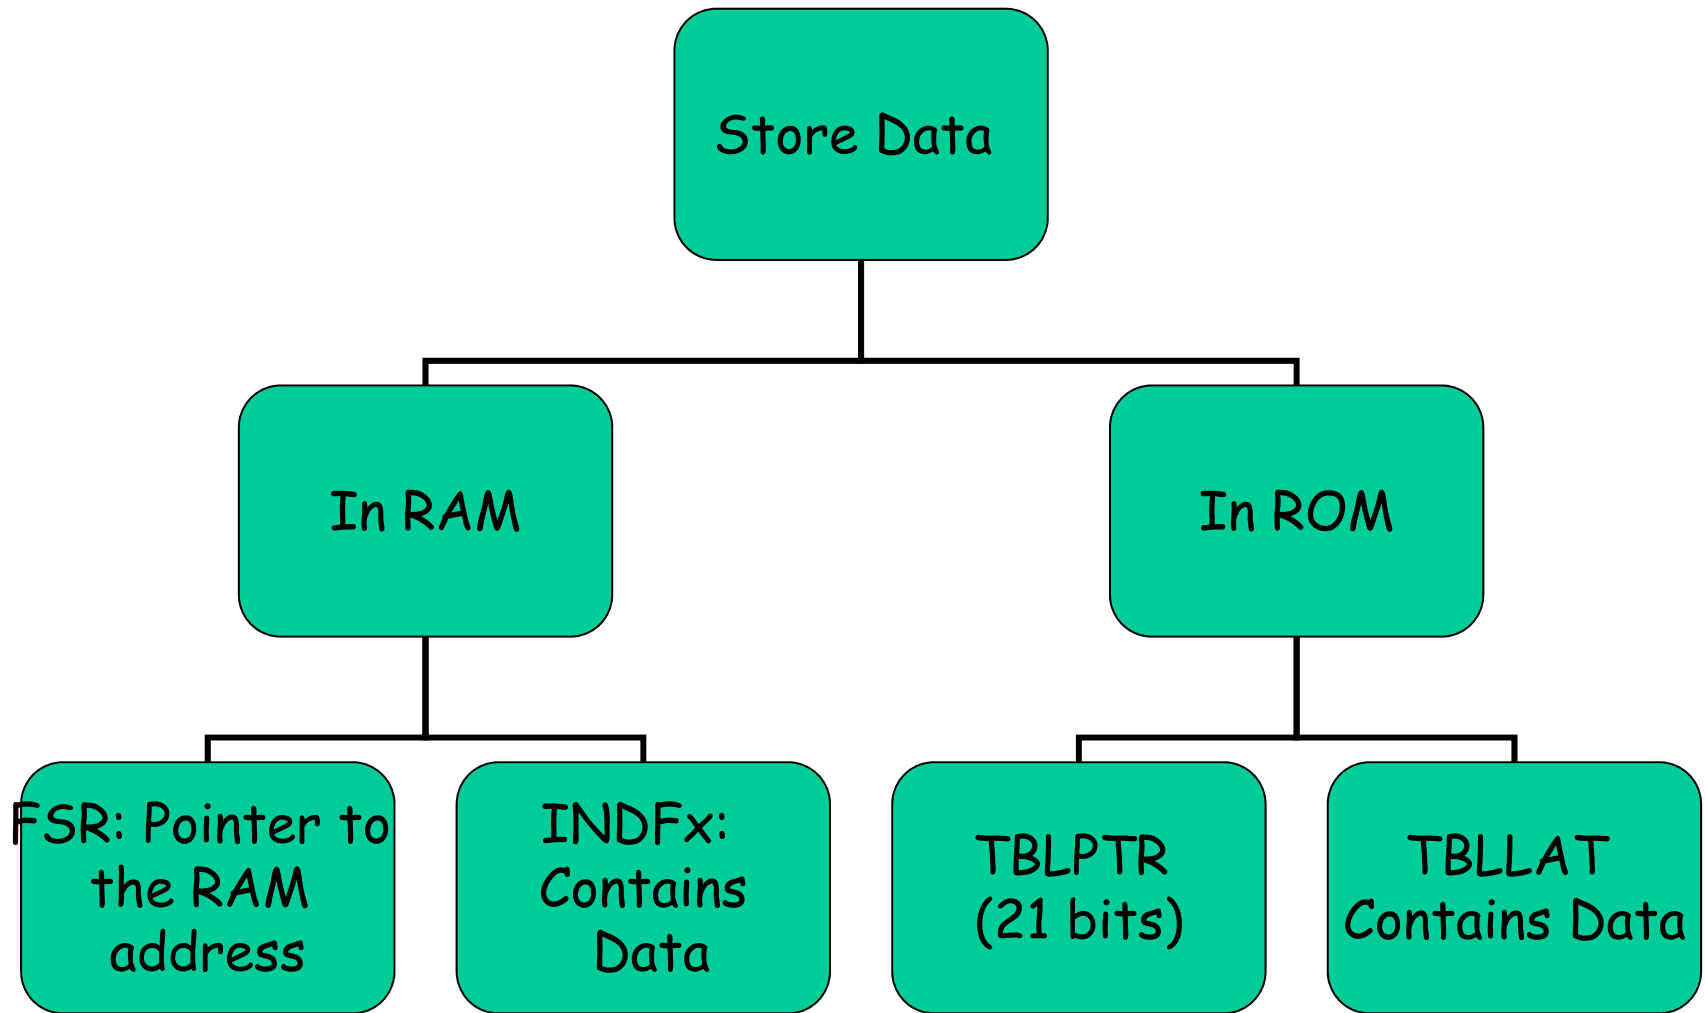 Store Data
In RAM
In ROM
FSR: Pointer to
the RAM
address
INDFx:
Contains
Data
TBLPTR
(21 bits)
TBLLAT
Contains Data